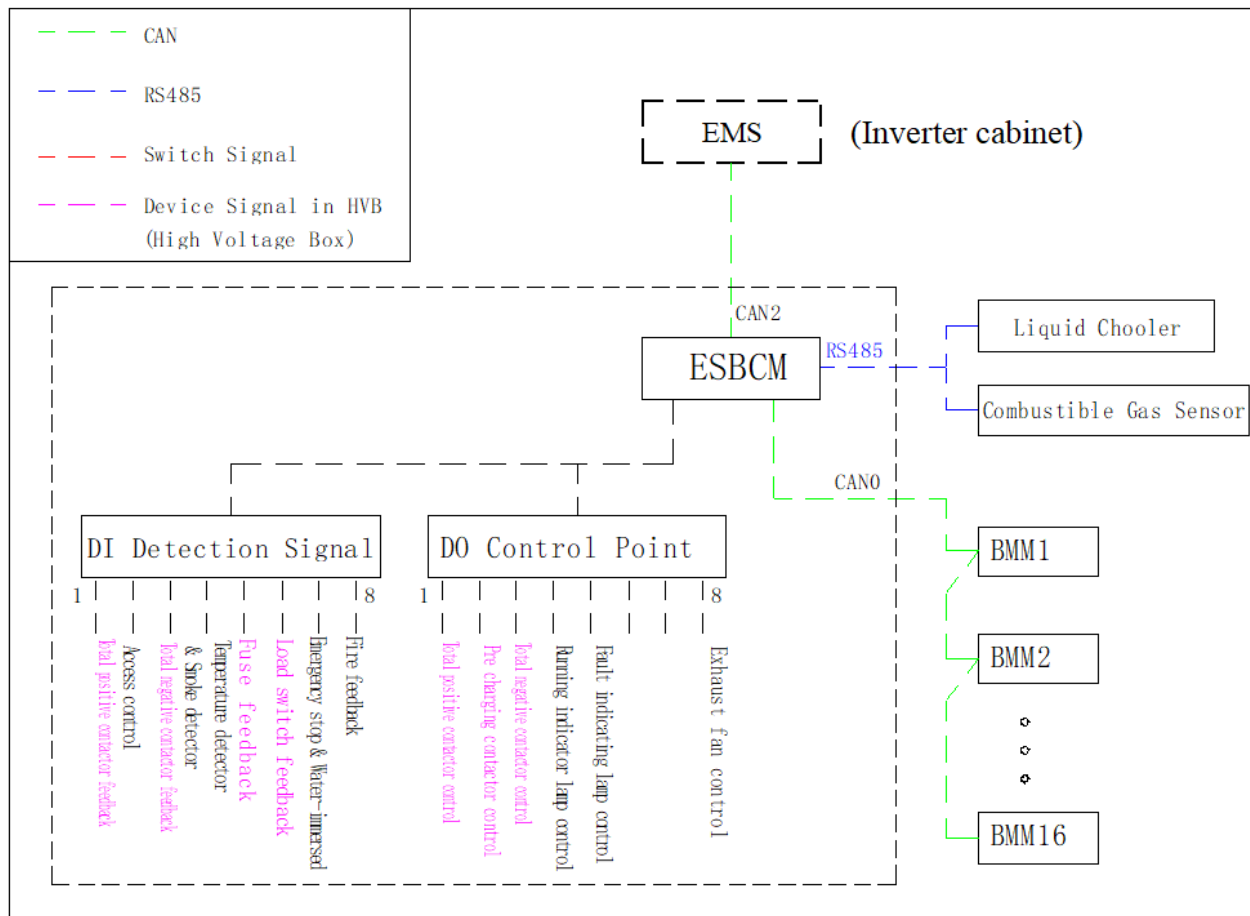 CAN
RS485
Switch Signal
Device Signal in HVB
(High Voltage Box)
EMS
(Inverter cabinet)
CAN2
ESBCM
RS485
Liquid Chooler
Combustible Gas Sensor
CAN0
DI Detection Signal
DO Control Point
1
8
1
8
Total positive contactor feedback
Access control
Total negative contactor feedback
& Smoke detector
Temperature detector
Fuse feedback
Load switch feedback
Emergency stop & Water-immersed
Fire feedback
Total positive contactor control
Pre charging contactor control
Total negative contactor control
Running indicator lamp control
Fault indicating lamp control
Exhaust fan control
BMM1
BMM2
BMM16